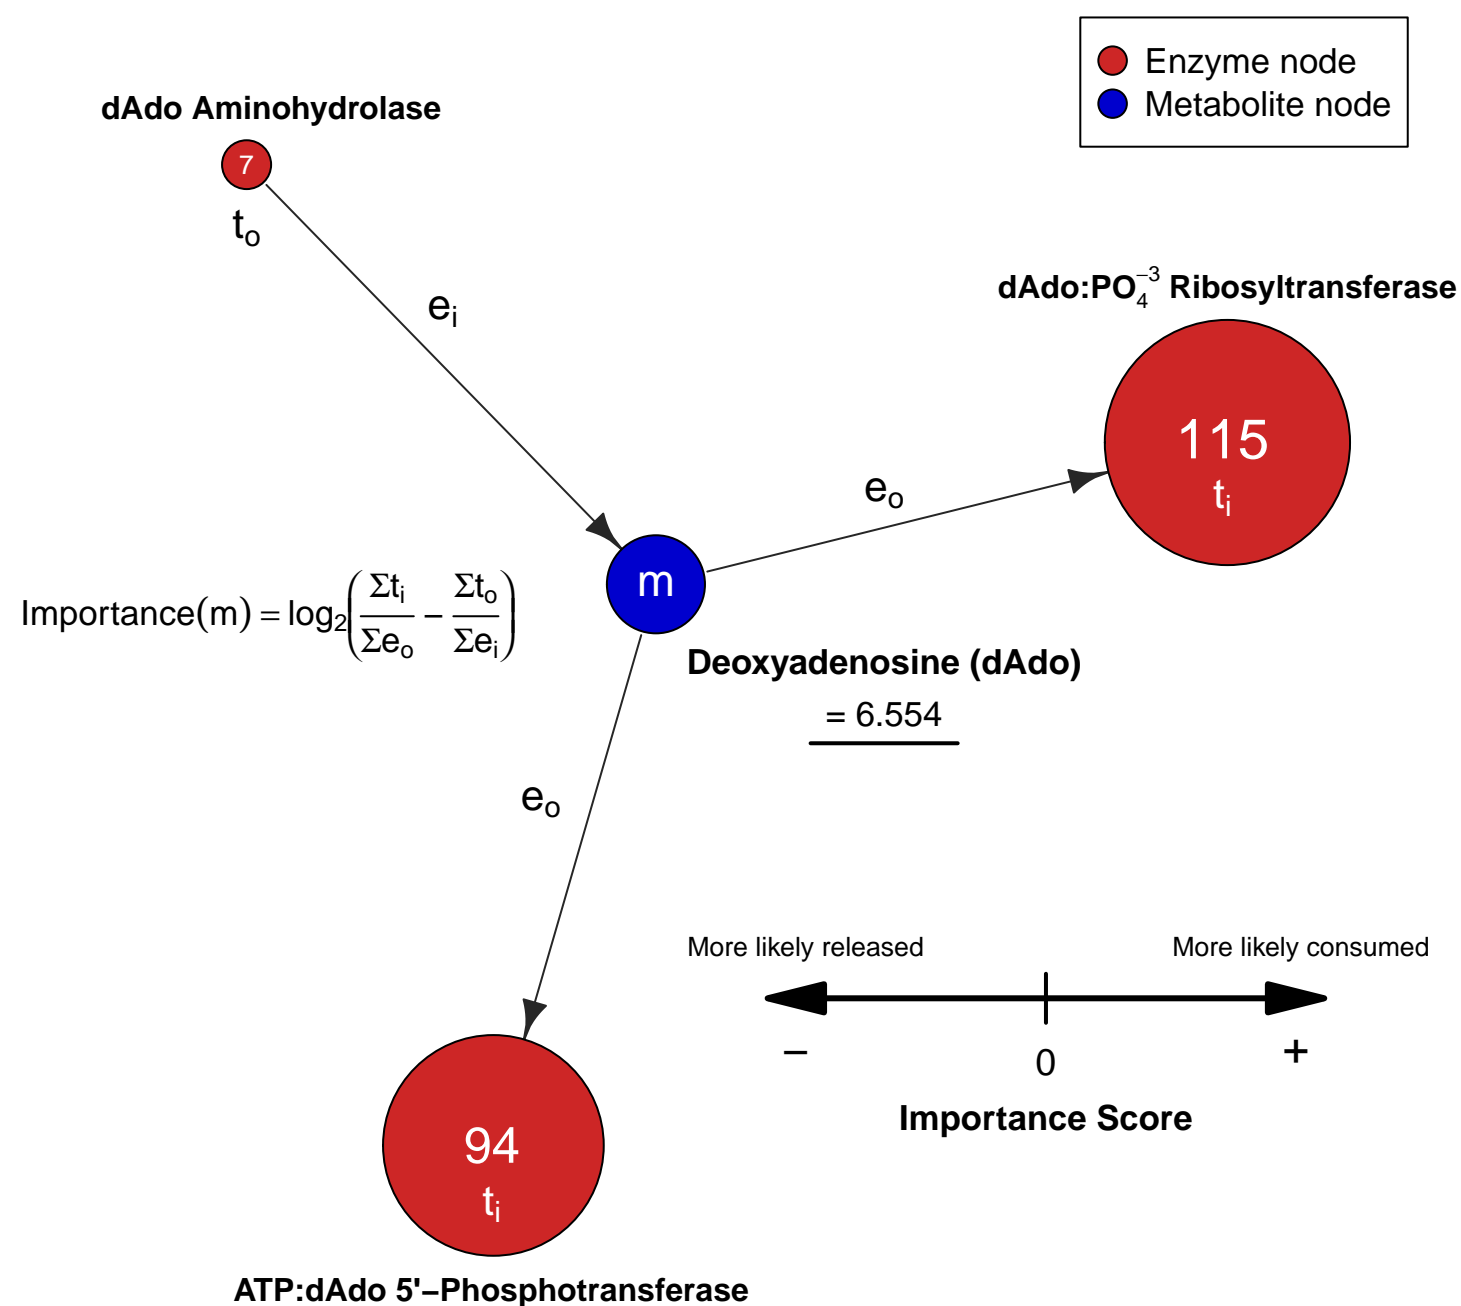 Enzyme node
Metabolite node
dAdo Aminohydrolase
7
t₀
eᵢ
dAdo:PO₄⁻³ Ribosyltransferase
115
tᵢ
eₒ
m
Importance(m) = log₂(Σtᵢ/Σeₒ − Σtₒ/Σeᵢ)
Deoxyadenosine (dAdo)
= 6.554
eₒ
More likely released
More likely consumed
− 0 +
Importance Score
94
tᵢ
ATP:dAdo 5'−Phosphotransferase